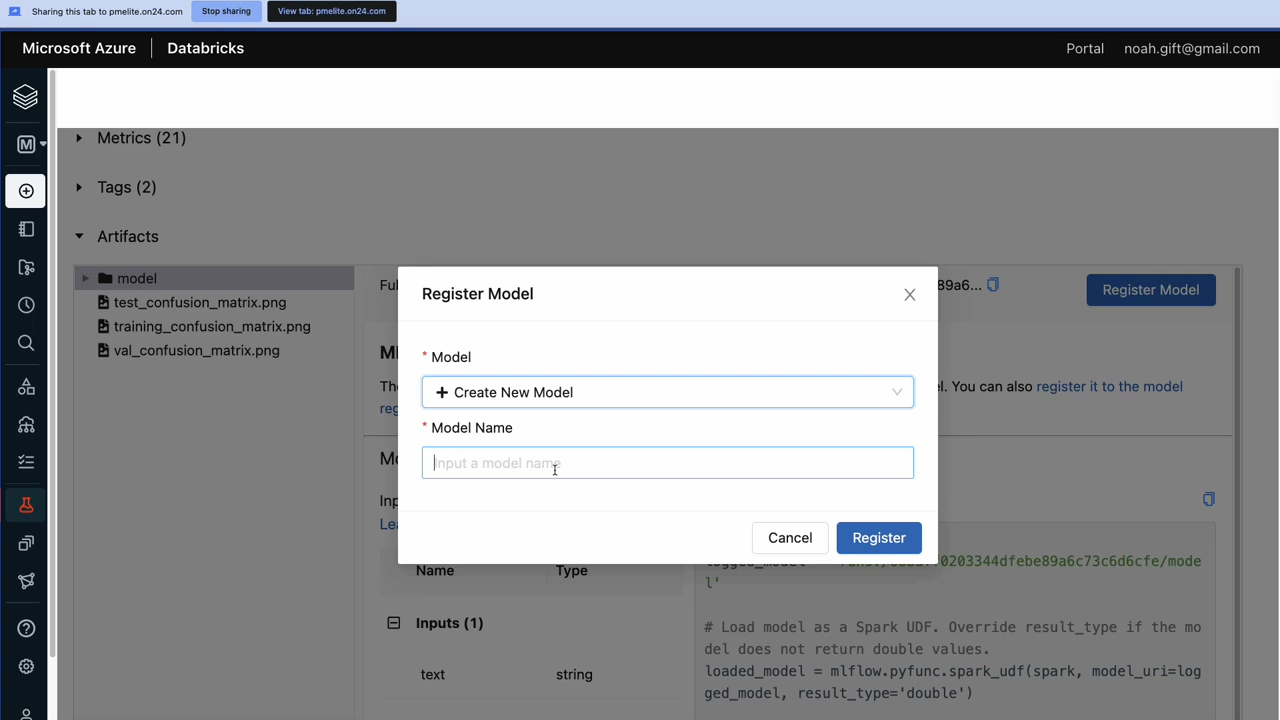 Sharing this tab to pmelite.on24.com Stop sharing View tab: pmelite.on24.com
Microsoft Azure Databricks Portal noah.gift@gmail.com
M
Metrics (21)
Tags (2)
Artifacts
model
test_confusion_matrix.png
training_confusion_matrix.png
val_confusion_matrix.png
Register Model
Register Model
* Model
Create New Model
* Model Name
Input a model name
Cancel Register
l. You can also register it to the model
Name Type
Inputs (1)
text string
0203344dfebe89a6c73c6d6cfe/mode
l'
# Load model as a Spark UDF. Override result_type if the mo
del does not return double values.
loaded_model = mlflow.pyfunc.spark_udf(spark, model_uri=log
ged_model, result_type='double')